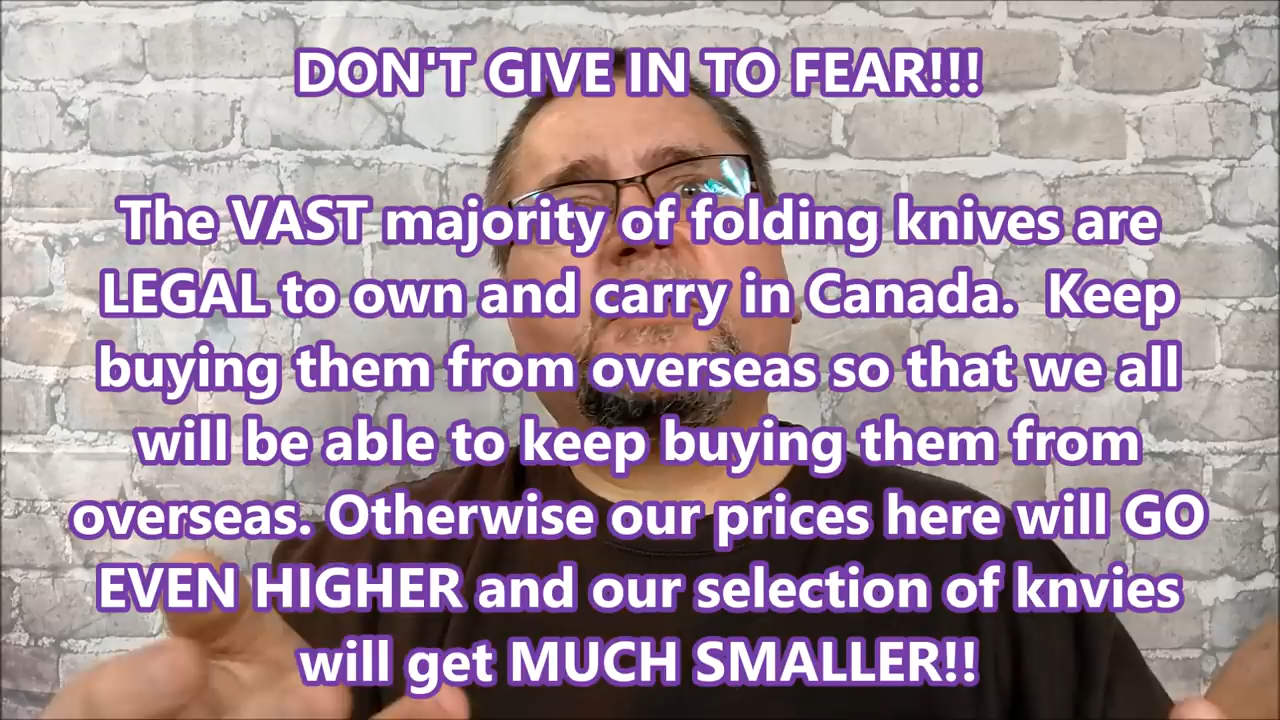 DON'T GIVE IN TO FEAR!!!
The VAST majority of folding knives are
LEGAL to own and carry in Canada.  Keep
buying them from overseas so that we all
will be able to keep buying them from
overseas. Otherwise our prices here will GO
EVEN HIGHER and our selection of knvies
will get MUCH SMALLER!!